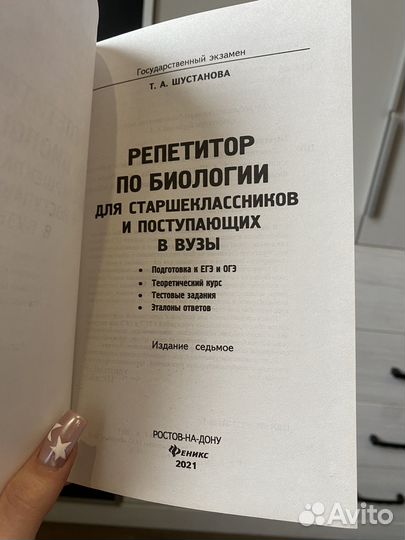 Государственный экзамен
Т. А. ШУСТАНОВА
РЕПЕТИТОР
ПО БИОЛОГИИ
ДЛЯ СТАРШЕКЛАССНИКОВ
И ПОСТУПАЮЩИХ
В ВУЗЫ
• Подготовка к ЕГЭ и ОГЭ
• Теоретический курс
• Тестовые задания
• Эталоны ответов
Издание седьмое
РОСТОВ-НА-ДОНУ
Феникс
2021
Avito